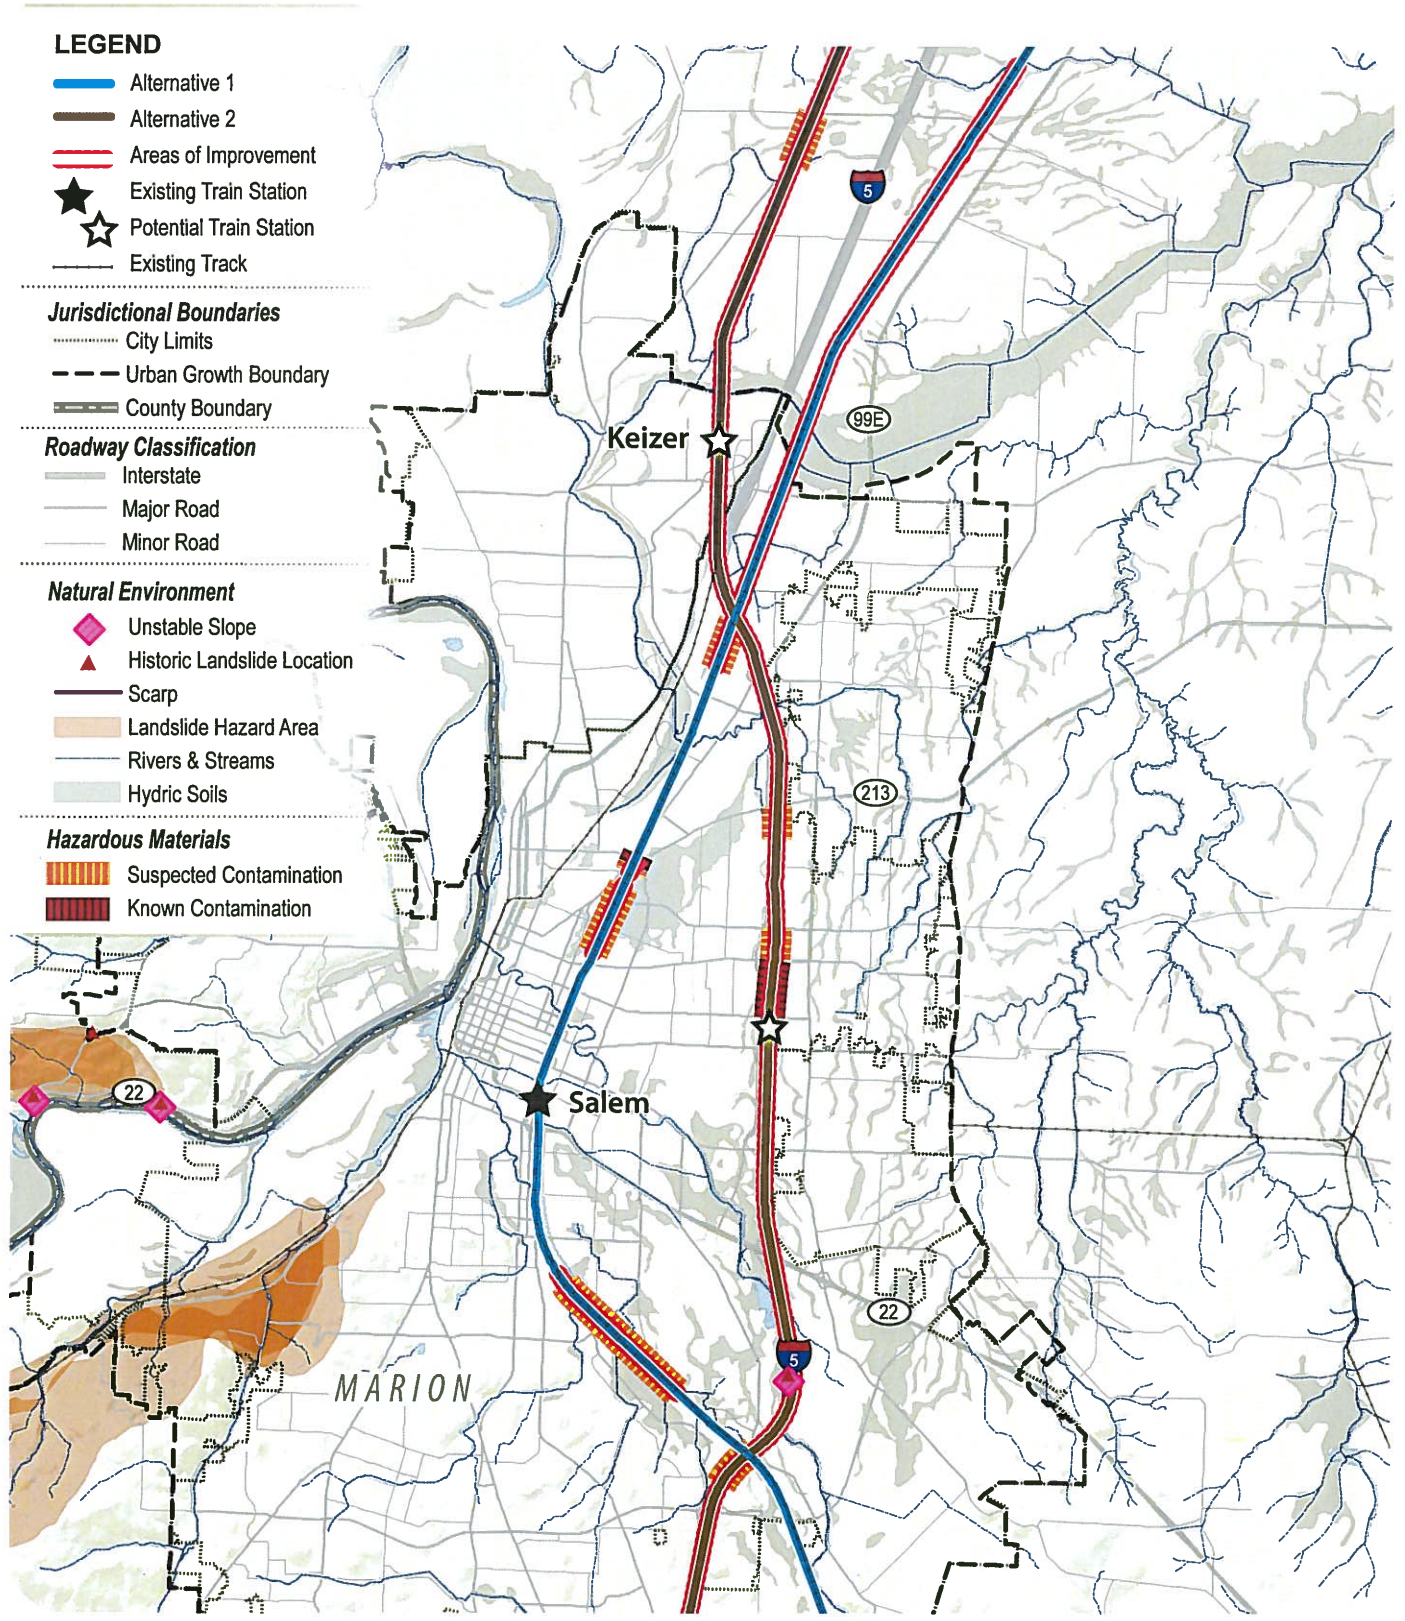 LEGEND
Alternative 1
Alternative 2
Areas of Improvement
Existing Train Station
Potential Train Station
Existing Track
Jurisdictional Boundaries
City Limits
Urban Growth Boundary
County Boundary
Roadway Classification
Interstate
Major Road
Minor Road
Natural Environment
Unstable Slope
Historic Landslide Location
Scarp
Landslide Hazard Area
Rivers & Streams
Hydric Soils
Hazardous Materials
Suspected Contamination
Known Contamination
5
99E
Keizer
213
22
Salem
22
5
MARION